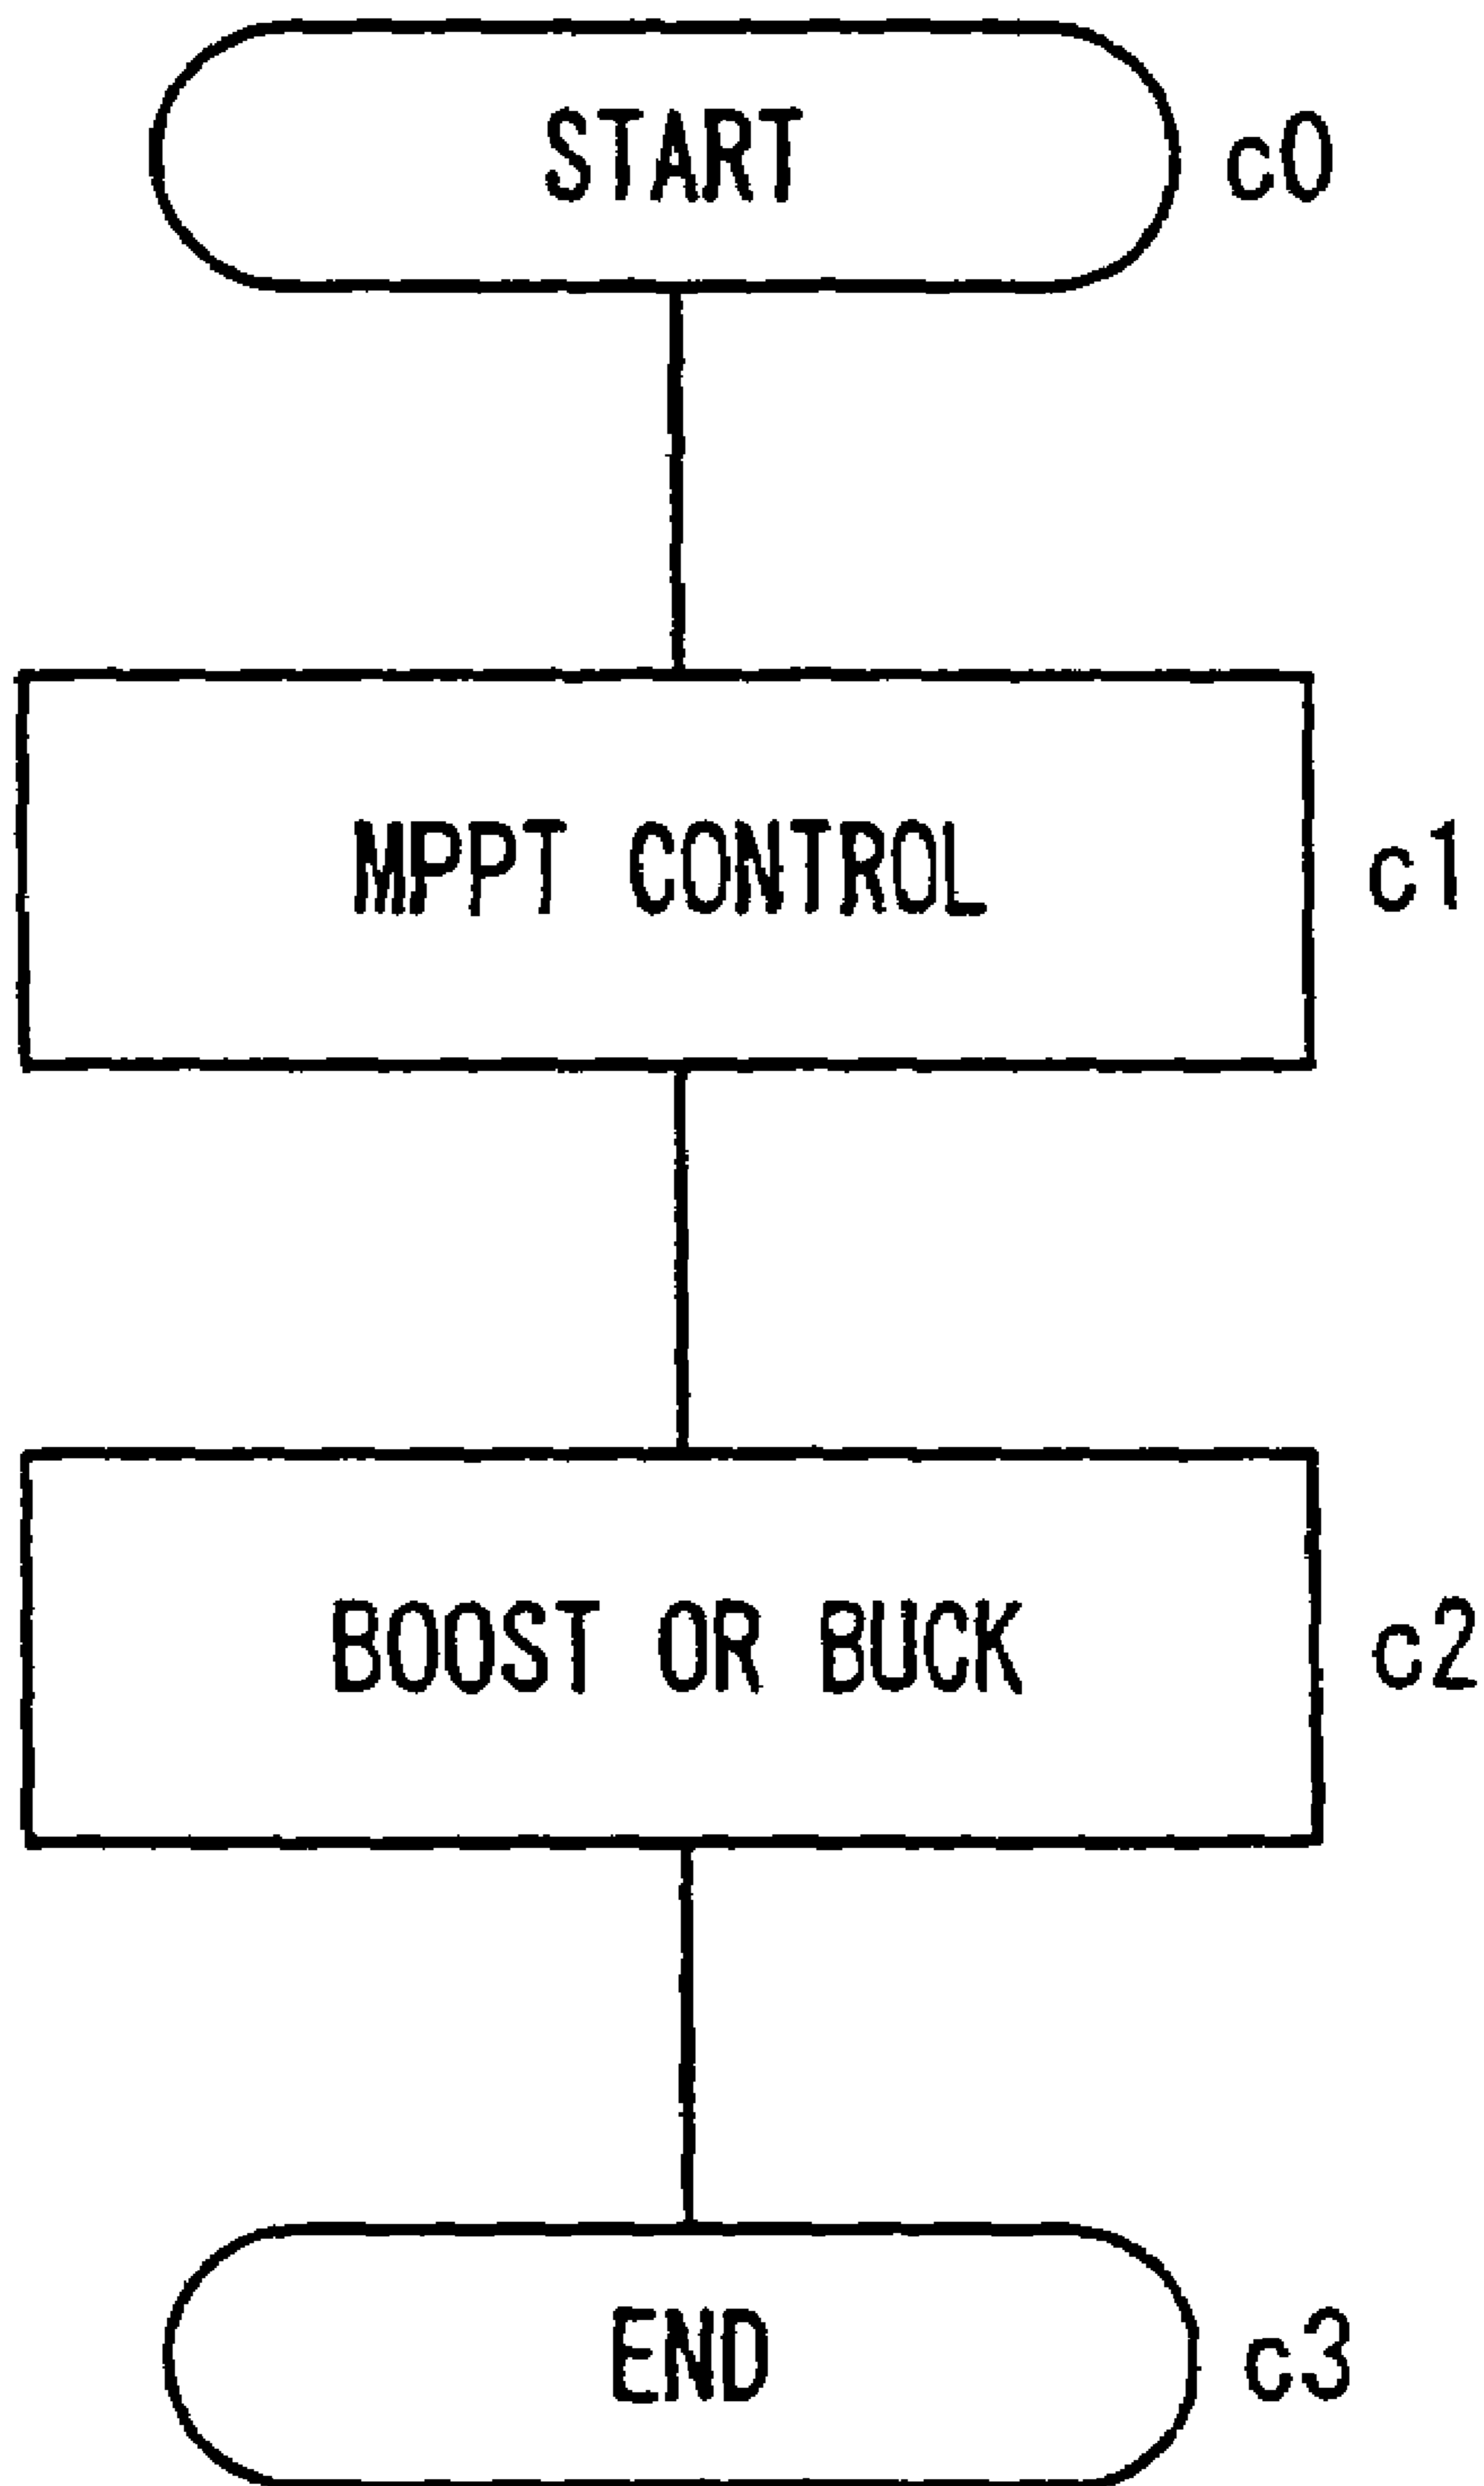 START c0
MPPT CONTROL c1
BOOST OR BUCK c2
END c3